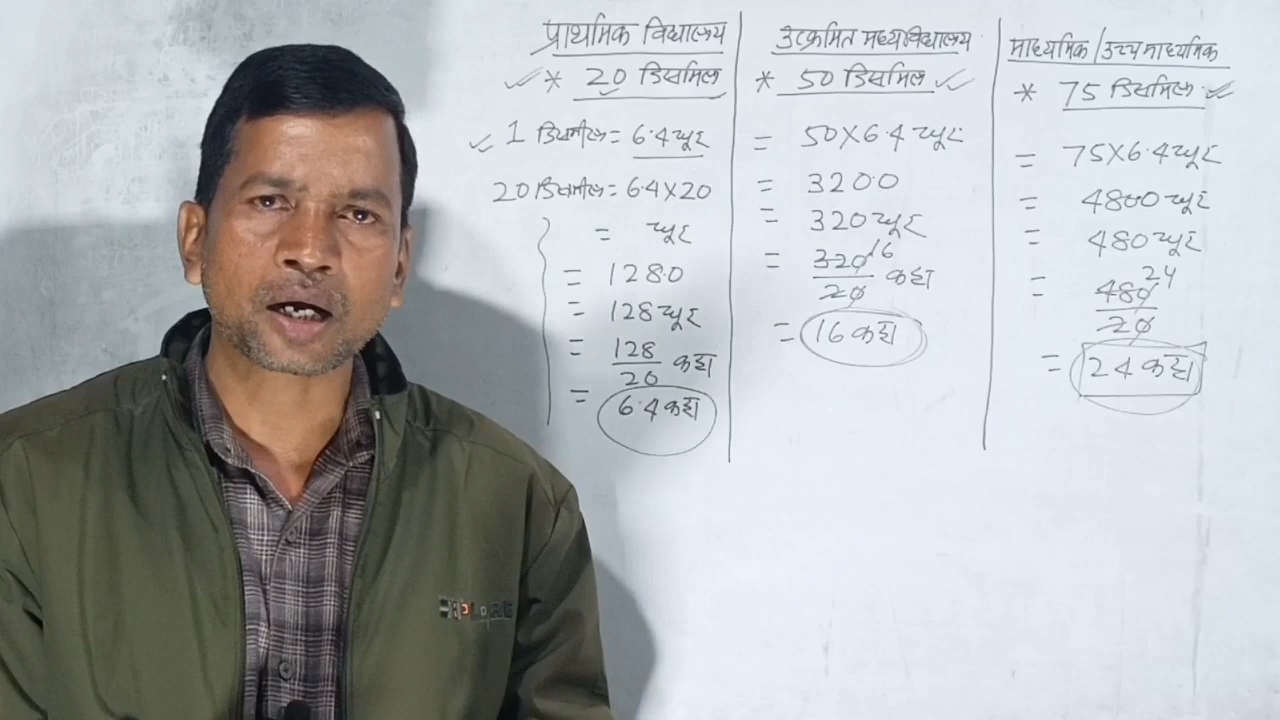 प्राथमिक विद्यालय
* 20 डिसमिल
1 डिसमील = 6.4 धूर
20 डिसमील = 6.4 X 20
= धूर
= 128.0
= 128 धूर
= 128/20 कट्ठा
= 6.4 कट्ठा
उत्क्रमित मध्य विद्यालय
* 50 डिसमिल
= 50 X 6.4 धूर
= 320.0
= 320 धूर
= 320/20 16 कट्ठा
= 16 कट्ठा
माध्यमिक / उच्च माध्यमिक
* 75 डिसमिल
= 75 X 6.4 धूर
= 480.0 धूर
= 480 धूर
= 480/20 24
= 24 कट्ठा